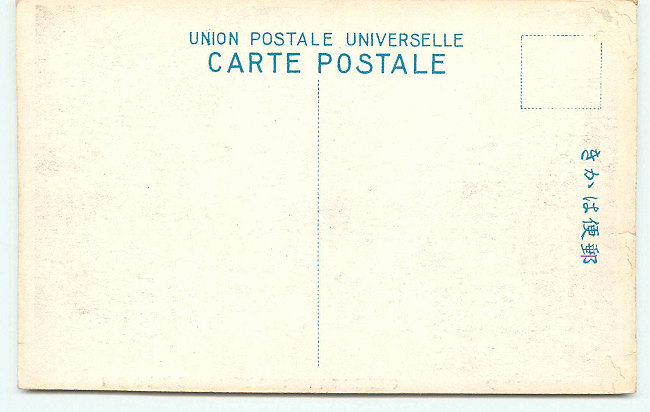 UNION POSTALE UNIVERSELLE
CARTE POSTALE
郵便はかき